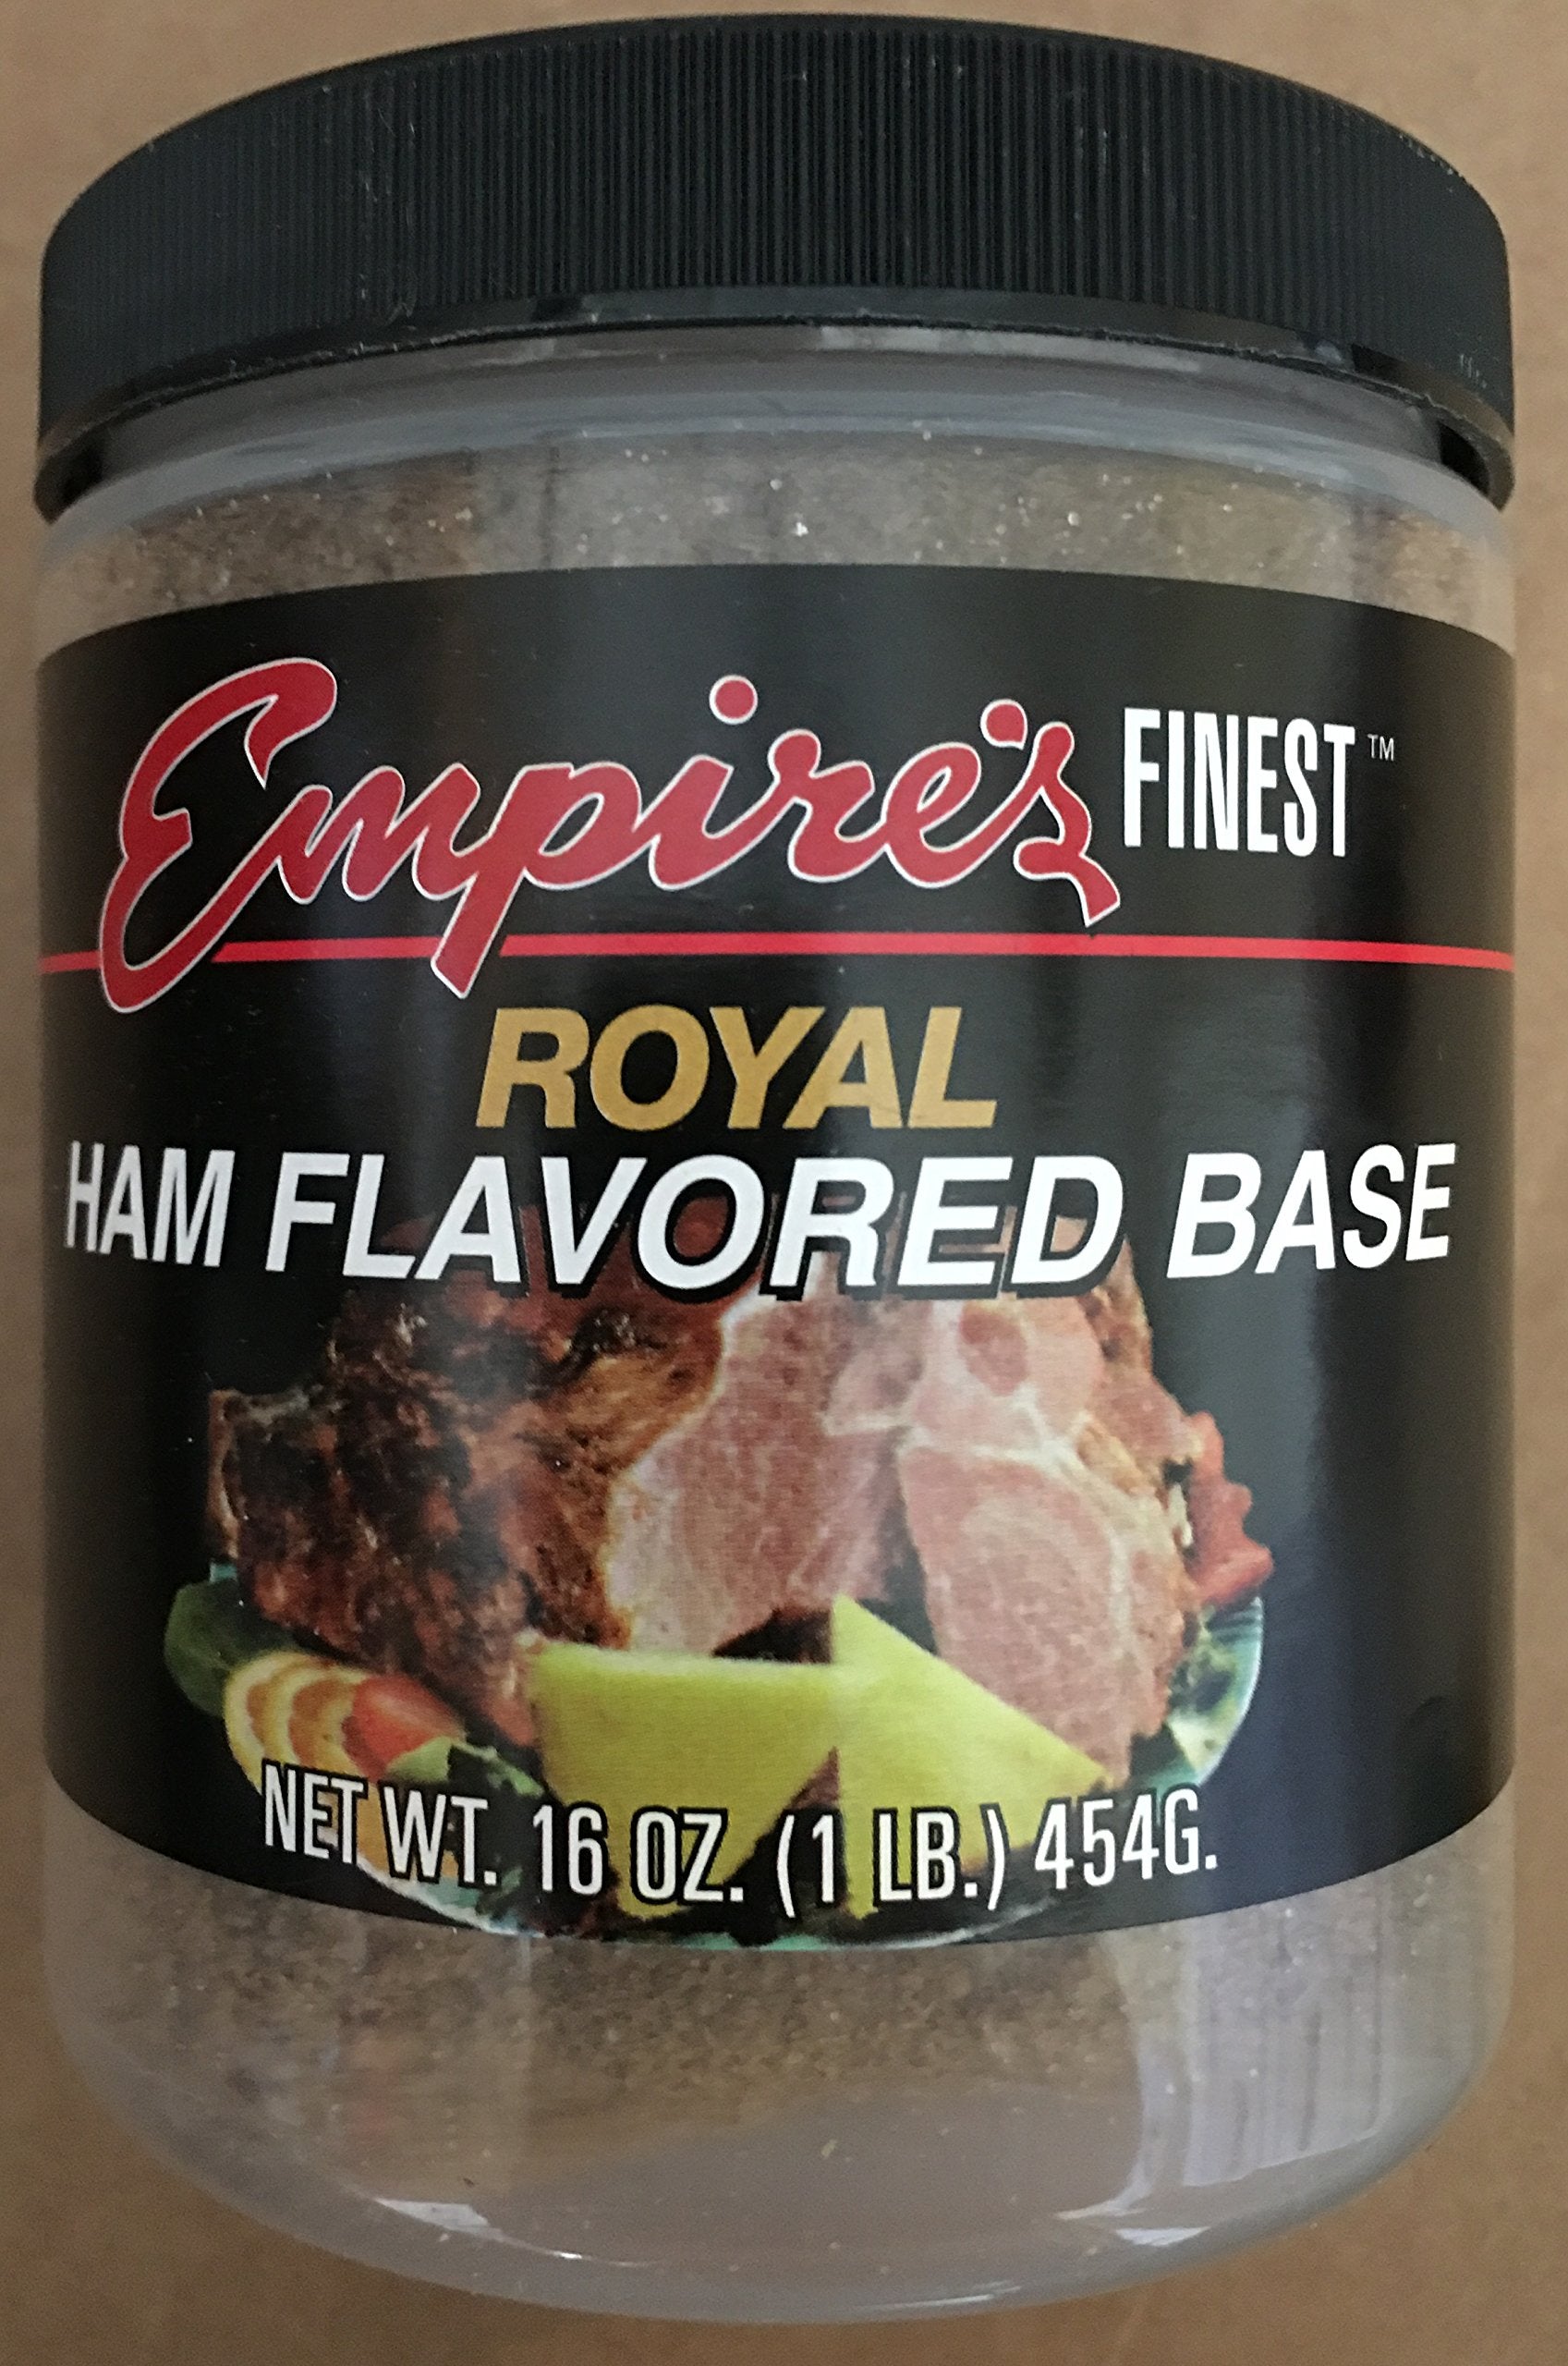 Empire's FINEST™
ROYAL
HAM FLAVORED BASE
NET WT. 16 OZ. (1 LB.) 454G.